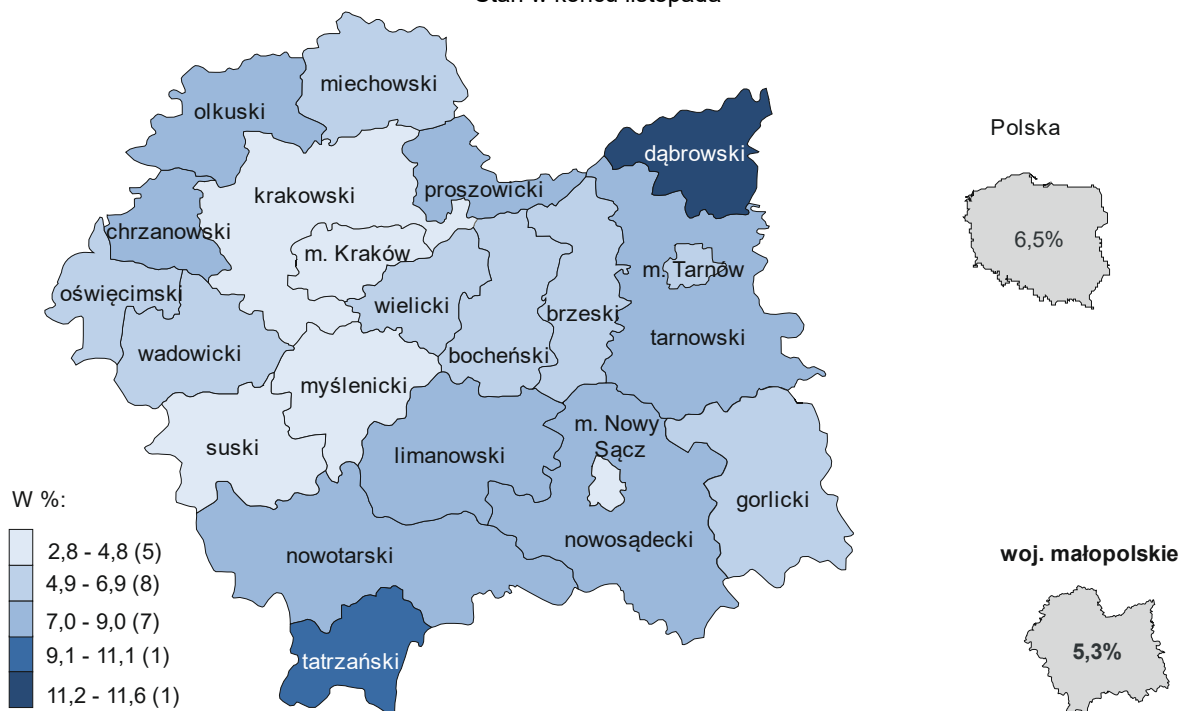 Stan w końcu listopada
miechowski
olkuski
Polska
dąbrowski
krakowski
proszowicki
chrzanowski
6,5%
m. Kraków
m. Tarnów
oświęcimski
wielicki
brzeski
tarnowski
wadowicki
bocheński
myślenicki
m. Nowy
Sącz
suski
limanowski
gorlicki
W %:
nowosądecki
nowotarski
woj. małopolskie
2,8 - 4,8 (5)
4,9 - 6,9 (8)
7,0 - 9,0 (7)
9,1 - 11,1 (1)
11,2 - 11,6 (1)
tatrzański
5,3%